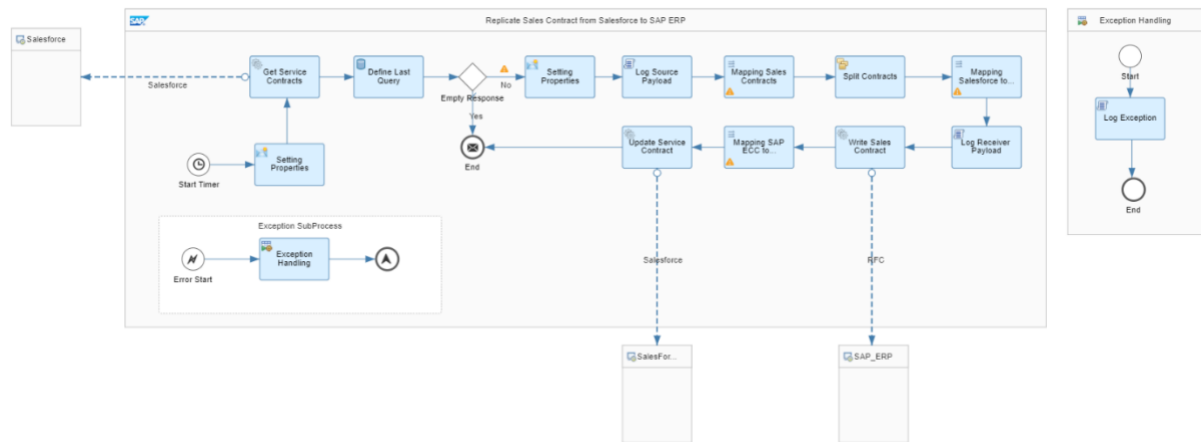 Replicate Sales Contract from Salesforce to SAP ERP
SAP
Salesforce
Salesforce
Get Service
Contracts
Define Last
Query
Empty Response
No
Yes
Setting
Properties
Log Source
Payload
Mapping Sales
Contracts
Split Contracts
Mapping
Salesforce to...
Start Timer
Setting
Properties
End
Update Service
Contract
Mapping SAP
ECC to...
Write Sales
Contract
Log Receiver
Payload
Exception SubProcess
Error Start
Exception
Handling
Salesforce
RFC
SalesFor...
SAP_ERP
Exception Handling
Start
Log Exception
End